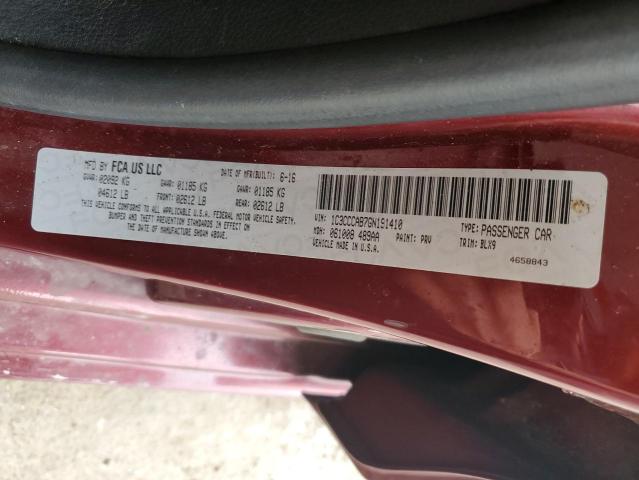 MFD BY FCA US LLC DATE OF MFR(BUILT): 6-16
GVWR: 02092 KG GAWR: 01185 KG GAWR: 01185 KG
04612 LB FRONT: 02612 LB REAR: 02612 LB
THIS VEHICLE CONFORMS TO ALL APPLICABLE U.S.A. FEDERAL MOTOR VEHICLE SAFETY,
BUMPER AND THEFT PREVENTION STANDARDS IN EFFECT ON
THE DATE OF MANUFACTURE SHOWN ABOVE.
VIN: 1C3CCCAB7GN191410 TYPE: PASSENGER CAR
MDH: 061008 489AA PAINT: PRV TRIM: BLX9
VEHICLE MADE IN U.S.A.
4658843